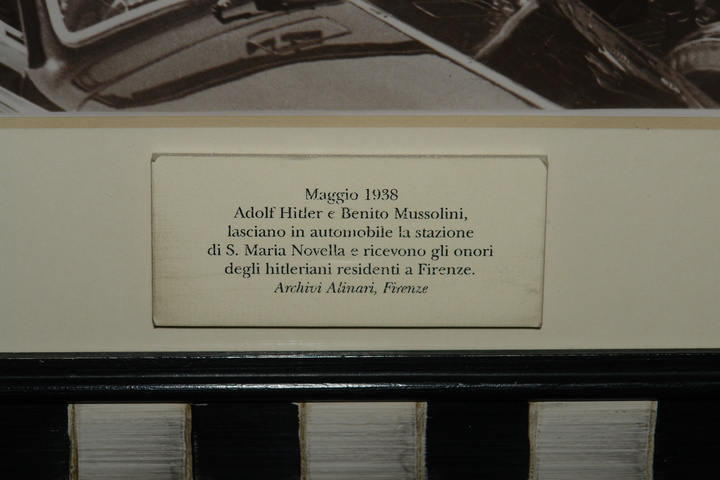 Maggio 1938
Adolf Hitler e Benito Mussolini,
lasciano in automobile la stazione
di S. Maria Novella e ricevono gli onori
degli hitleriani residenti a Firenze.
Archivi Alinari, Firenze